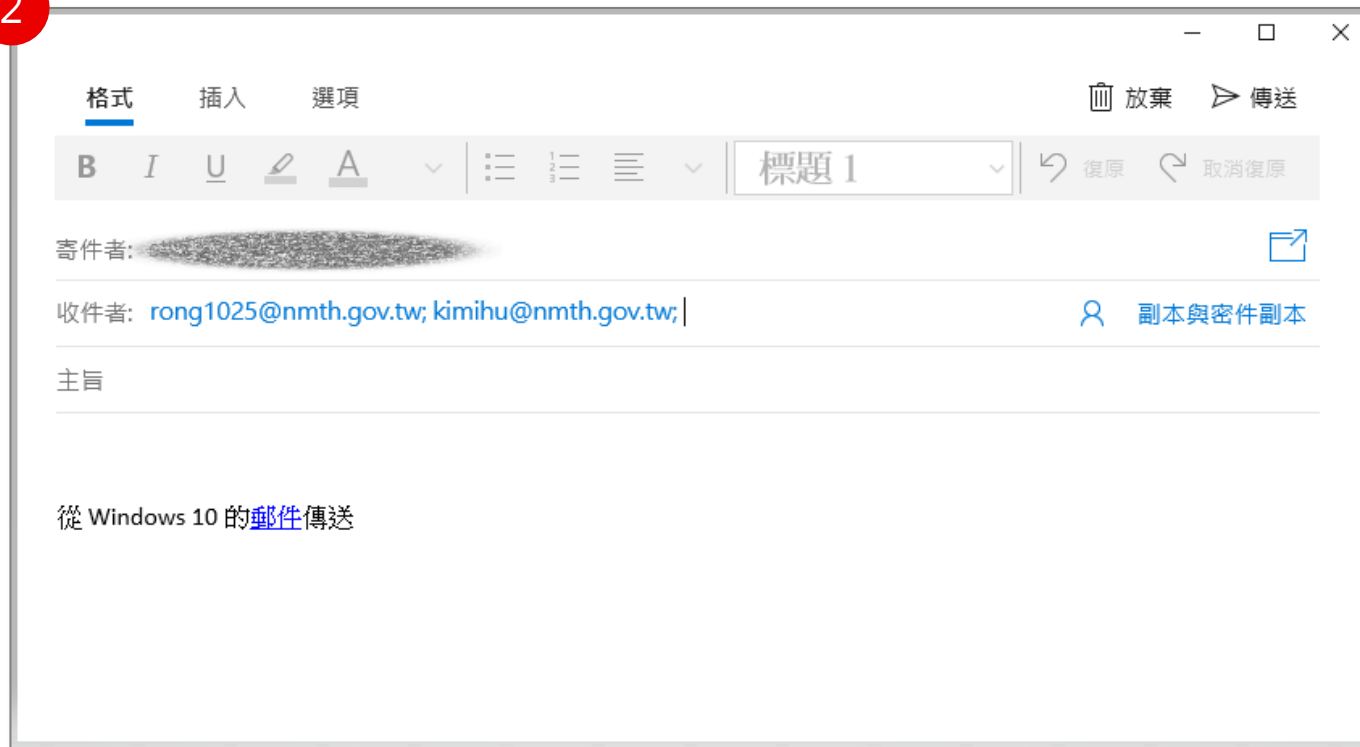 2
格式 插入 選項 放棄 傳送
B I U A 標題 1 復原 取消復原
寄件者:
收件者: rong1025@nmth.gov.tw; kimihu@nmth.gov.tw; 副本與密件副本
主旨
從 Windows 10 的郵件傳送